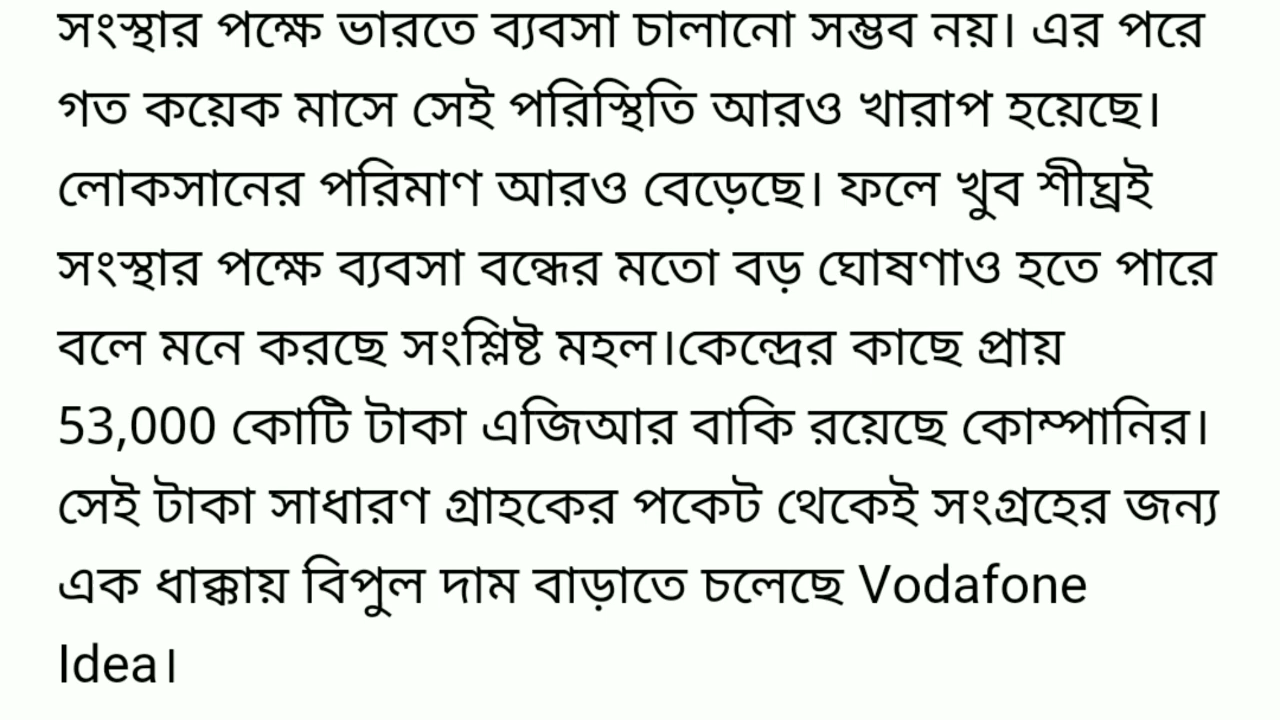 সংস্থার পক্ষে ভারতে ব্যবসা চালানো সম্ভব নয়। এর পরে
গত কয়েক মাসে সেই পরিস্থিতি আরও খারাপ হয়েছে।
লোকসানের পরিমাণ আরও বেড়েছে। ফলে খুব শীঘ্রই
সংস্থার পক্ষে ব্যবসা বন্ধের মতো বড় ঘোষণাও হতে পারে
বলে মনে করছে সংশ্লিষ্ট মহল।কেন্দ্রের কাছে প্রায়
53,000 কোটি টাকা এজিআর বাকি রয়েছে কোম্পানির।
সেই টাকা সাধারণ গ্রাহকের পকেট থেকেই সংগ্রহের জন্য
এক ধাক্কায় বিপুল দাম বাড়াতে চলেছে Vodafone
Idea।